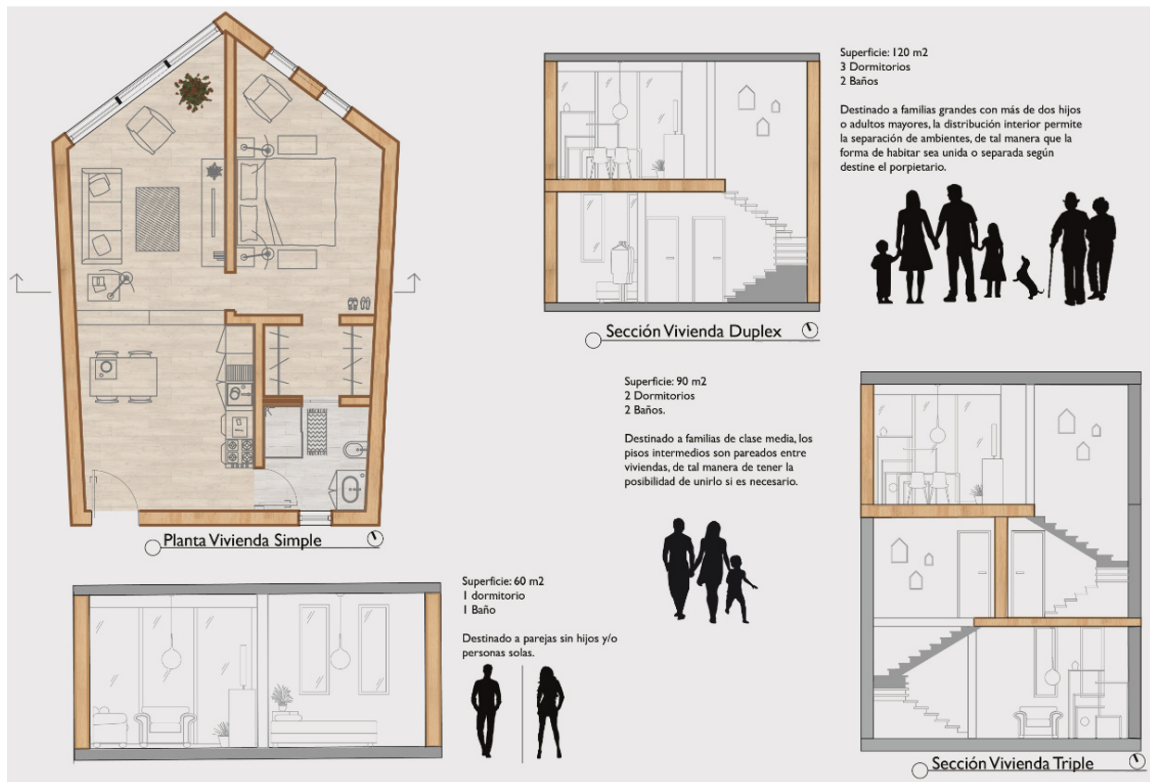 Superficie: 120 m2
3 Dormitorios
2 Baños
Destinado a familias grandes con más de dos hijos
o adultos mayores, la distribución interior permite
la separación de ambientes, de tal manera que la
forma de habitar sea unida o separada según
destine el porpietario.
Sección Vivienda Duplex
Superficie: 90 m2
2 Dormitorios
2 Baños.
Destinado a familias de clase media, los
pisos intermedios son pareados entre
viviendas, de tal manera de tener la
posibilidad de unirlo si es necesario.
Planta Vivienda Simple
Superficie: 60 m2
1 dormitorio
1 Baño
Destinado a parejas sin hijos y/o
personas solas.
Sección Vivienda Triple